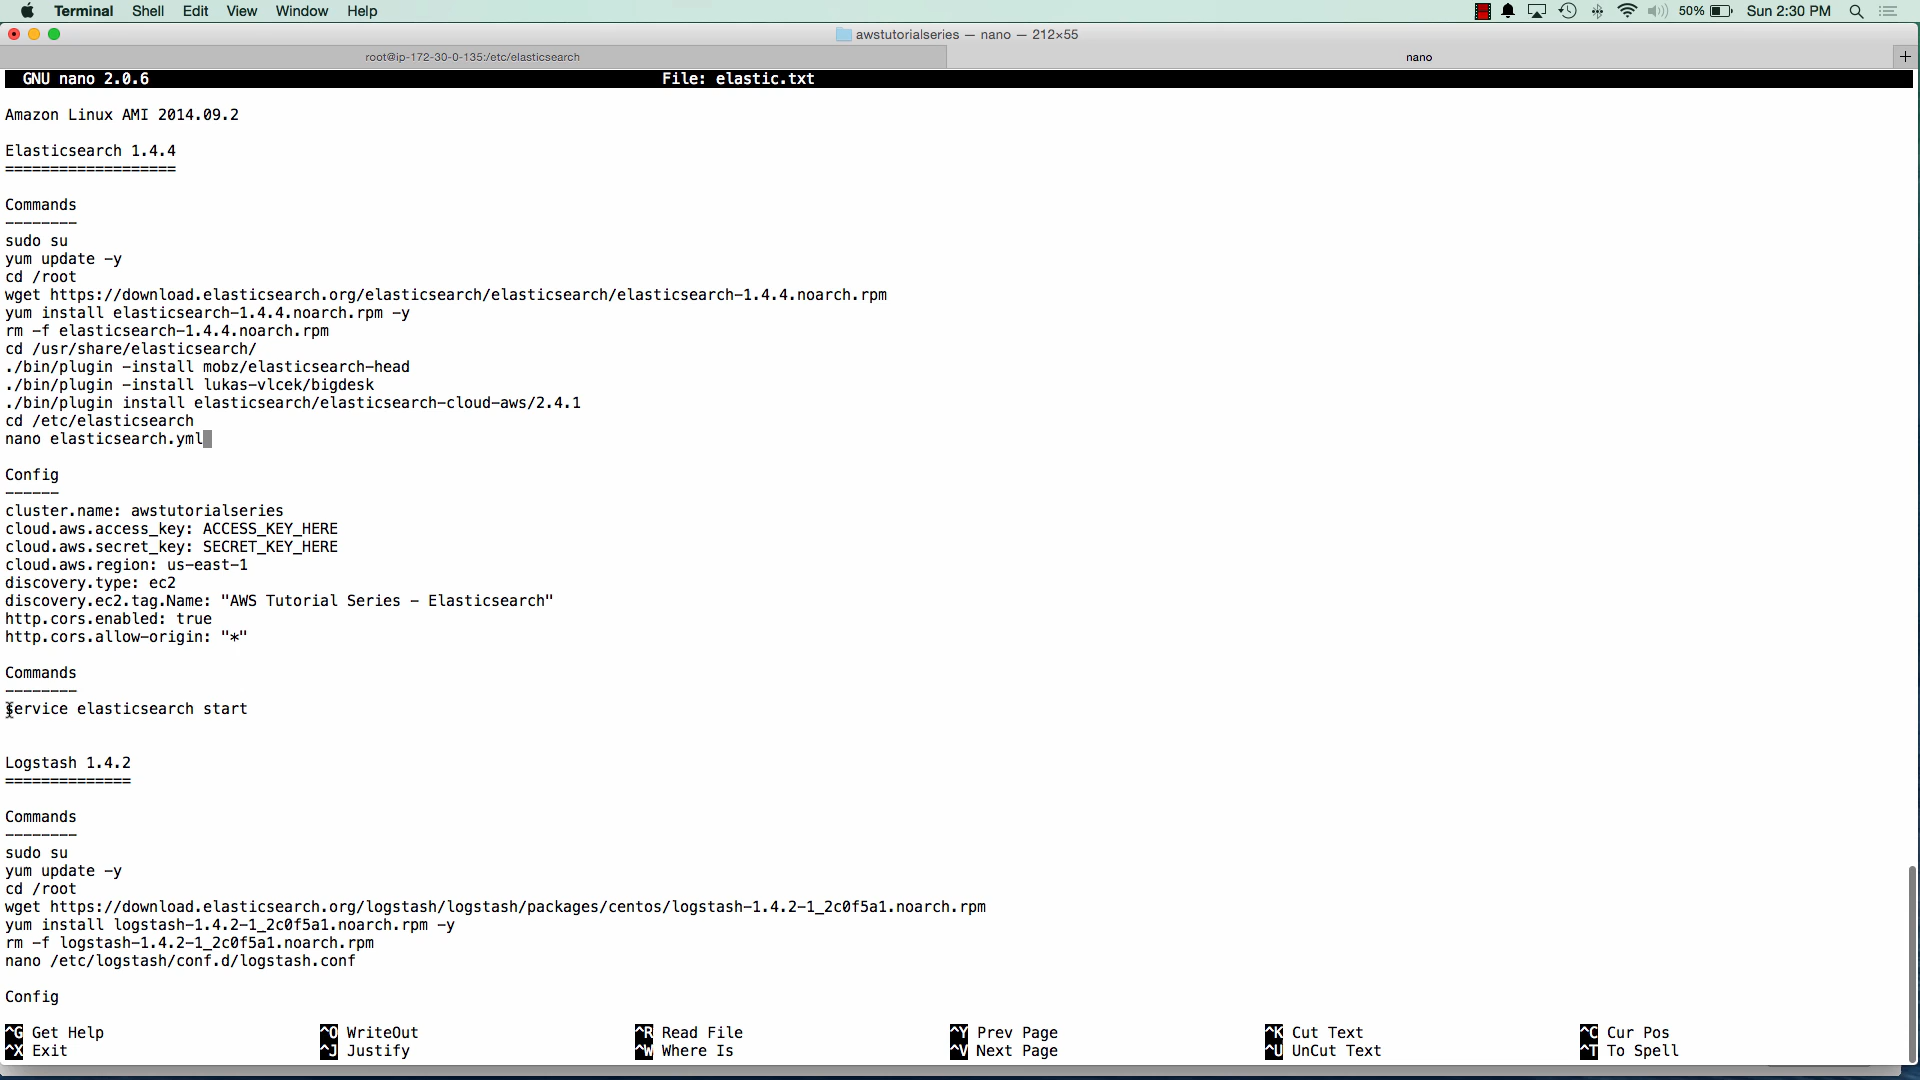 Terminal Shell Edit View Window Help 50% Sun 2:30 PM
awstutorialseries — nano — 212×55
root@ip-172-30-0-135:/etc/elasticsearch nano +
GNU nano 2.0.6 File: elastic.txt
Amazon Linux AMI 2014.09.2
Elasticsearch 1.4.4
===================
Commands
--------
sudo su
yum update -y
cd /root
wget https://download.elasticsearch.org/elasticsearch/elasticsearch/elasticsearch-1.4.4.noarch.rpm
yum install elasticsearch-1.4.4.noarch.rpm -y
rm -f elasticsearch-1.4.4.noarch.rpm
cd /usr/share/elasticsearch/
./bin/plugin -install mobz/elasticsearch-head
./bin/plugin -install lukas-vlcek/bigdesk
./bin/plugin install elasticsearch/elasticsearch-cloud-aws/2.4.1
cd /etc/elasticsearch
nano elasticsearch.yml
Config
------
cluster.name: awstutorialseries
cloud.aws.access_key: ACCESS_KEY_HERE
cloud.aws.secret_key: SECRET_KEY_HERE
cloud.aws.region: us-east-1
discovery.type: ec2
discovery.ec2.tag.Name: "AWS Tutorial Series - Elasticsearch"
http.cors.enabled: true
http.cors.allow-origin: "*"
Commands
--------
service elasticsearch start
Logstash 1.4.2
==============
Commands
--------
sudo su
yum update -y
cd /root
wget https://download.elasticsearch.org/logstash/logstash/packages/centos/logstash-1.4.2-1_2c0f5a1.noarch.rpm
yum install logstash-1.4.2-1_2c0f5a1.noarch.rpm -y
rm -f logstash-1.4.2-1_2c0f5a1.noarch.rpm
nano /etc/logstash/conf.d/logstash.conf
Config
^G Get Help ^O WriteOut ^R Read File ^Y Prev Page ^K Cut Text ^C Cur Pos
^X Exit ^J Justify ^W Where Is ^V Next Page ^U UnCut Text ^T To Spell